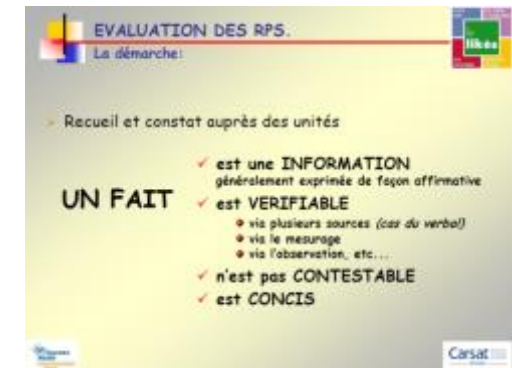 EVALUATION DES RPS.
La démarche:
likés
Recueil et constat auprès des unités
UN FAIT
est une INFORMATION
généralement exprimée de façon affirmative
est VERIFIABLE
via plusieurs sources (cas du verbal)
via le mesurage
via l'observation, etc...
n'est pas CONTESTABLE
est CONCIS
Carsat